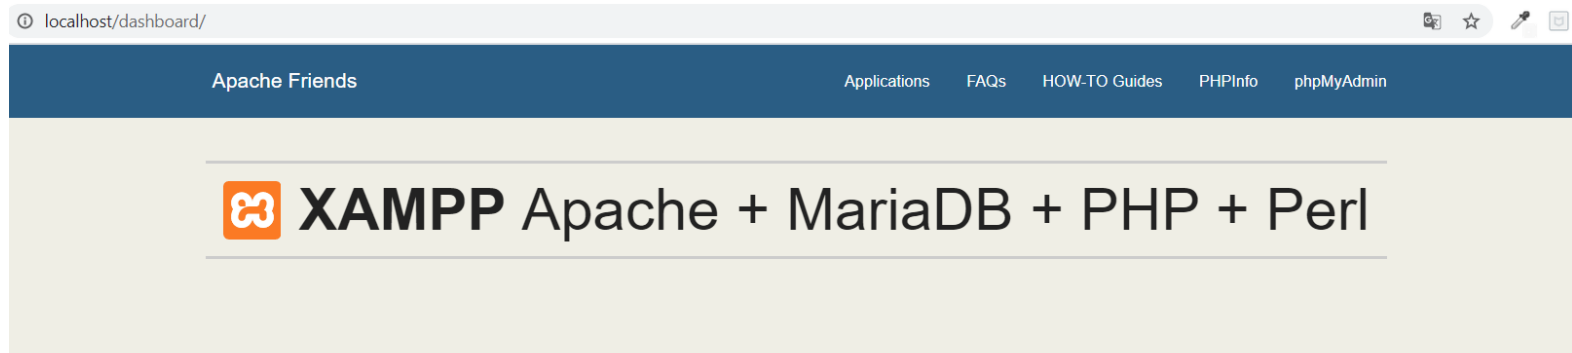 localhost/dashboard/
Apache Friends Applications FAQs HOW-TO Guides PHPInfo phpMyAdmin
XAMPP Apache + MariaDB + PHP + Perl